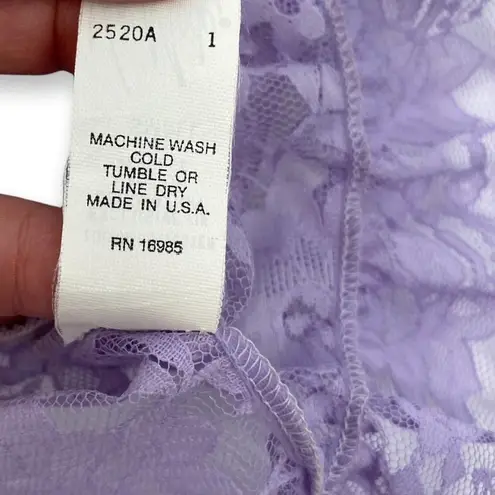 2520A 1
MACHINE WASH
COLD
TUMBLE OR
LINE DRY
MADE IN U.S.A.
RN 16985